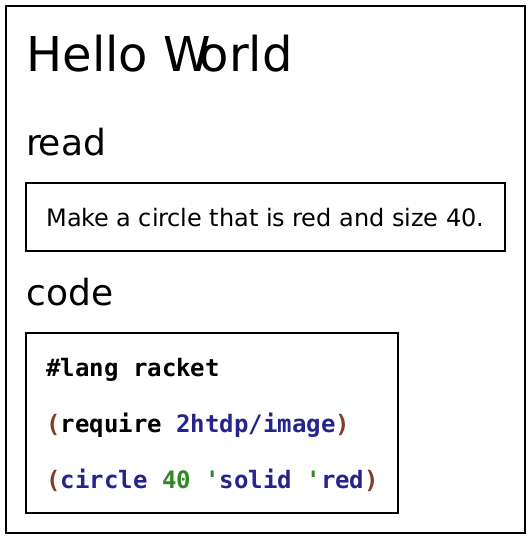 Hello World
read
Make a circle that is red and size 40.
code
#lang racket
(require 2htdp/image)
(circle 40 'solid 'red)